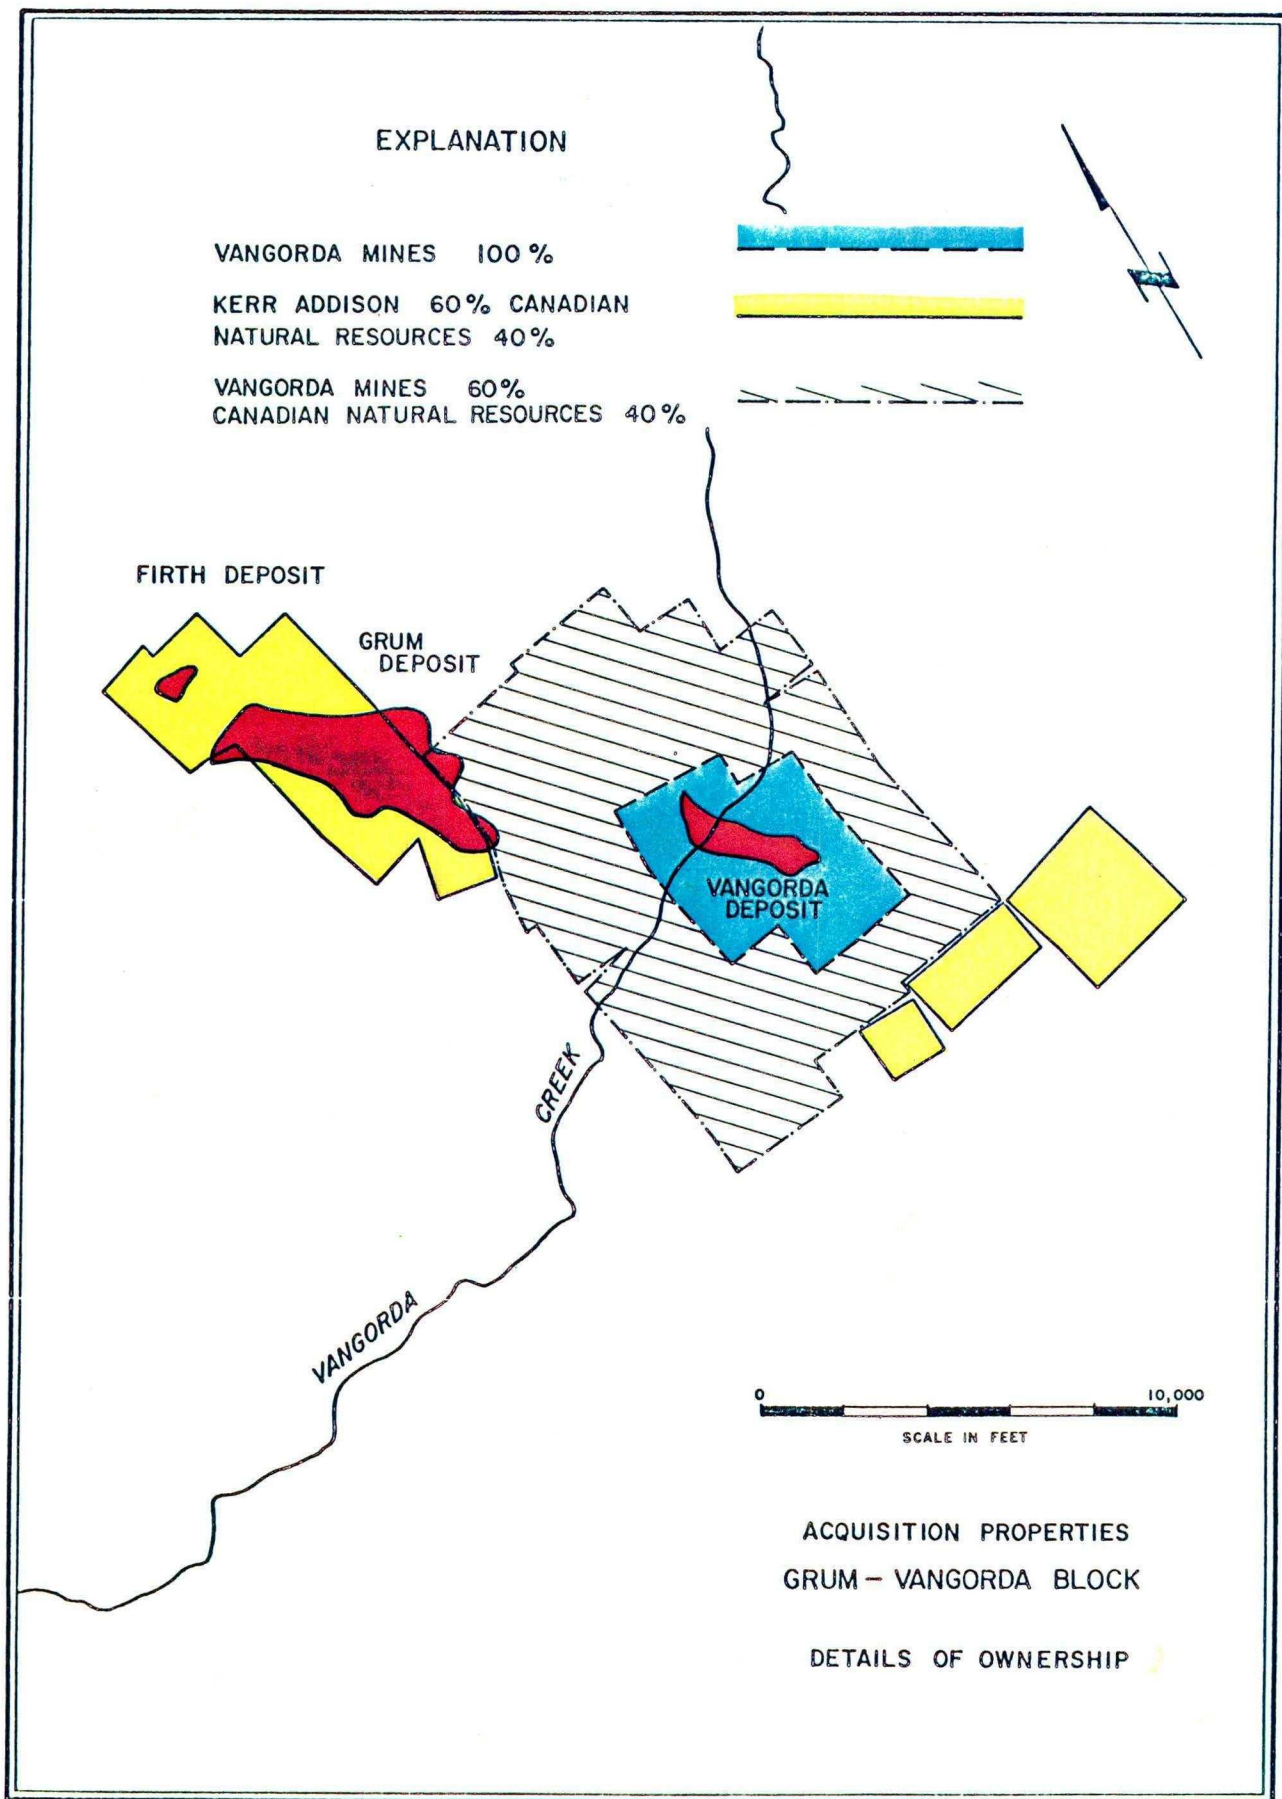 EXPLANATION
VANGORDA MINES 100%
KERR ADDISON 60% CANADIAN
NATURAL RESOURCES 40%
VANGORDA MINES 60%
CANADIAN NATURAL RESOURCES 40%
FIRTH DEPOSIT
GRUM
DEPOSIT
VANGORDA
DEPOSIT
CREEK
VANGORDA
0 10,000
SCALE IN FEET
ACQUISITION PROPERTIES
GRUM - VANGORDA BLOCK
DETAILS OF OWNERSHIP